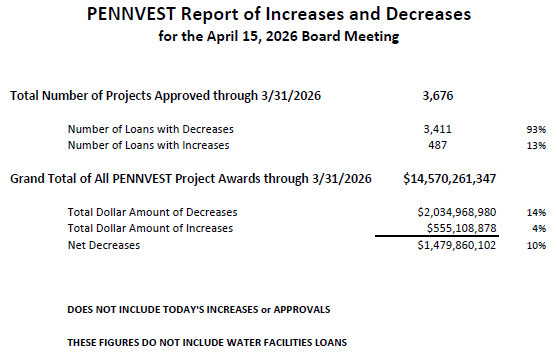 PENNVEST Report of Increases and Decreases
for the April 15, 2026 Board Meeting
Total Number of Projects Approved through 3/31/2026 3,676
Number of Loans with Decreases 3,411 93%
Number of Loans with Increases 487 13%
Grand Total of All PENNVEST Project Awards through 3/31/2026 $14,570,261,347
Total Dollar Amount of Decreases $2,034,968,980 14%
Total Dollar Amount of Increases $555,108,878 4%
Net Decreases $1,479,860,102 10%
DOES NOT INCLUDE TODAY'S INCREASES or APPROVALS
THESE FIGURES DO NOT INCLUDE WATER FACILITIES LOANS